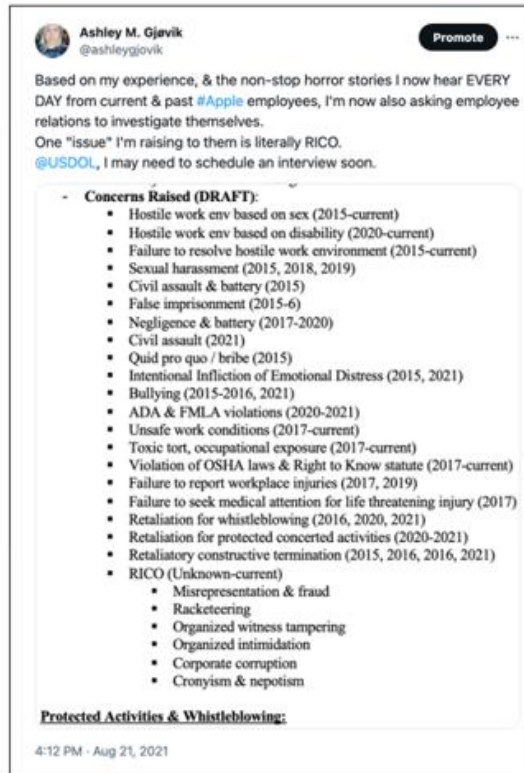 Ashley M. Gjøvik
@ashleygjovik
Promote ...
Based on my experience, & the non-stop horror stories I now hear EVERY
DAY from current & past #Apple employees, I'm now also asking employee
relations to investigate themselves.
One "issue" I'm raising to them is literally RICO.
@USDOL, I may need to schedule an interview soon.
- Concerns Raised (DRAFT):
▪ Hostile work env based on sex (2015-current)
▪ Hostile work env based on disability (2020-current)
▪ Failure to resolve hostile work environment (2015-current)
▪ Sexual harassment (2015, 2018, 2019)
▪ Civil assault & battery (2015)
▪ False imprisonment (2015-6)
▪ Negligence & battery (2017-2020)
▪ Civil assault (2021)
▪ Quid pro quo / bribe (2015)
▪ Intentional Infliction of Emotional Distress (2015, 2021)
▪ Bullying (2015-2016, 2021)
▪ ADA & FMLA violations (2020-2021)
▪ Unsafe work conditions (2017-current)
▪ Toxic tort, occupational exposure (2017-current)
▪ Violation of OSHA laws & Right to Know statute (2017-current)
▪ Failure to report workplace injuries (2017, 2019)
▪ Failure to seek medical attention for life threatening injury (2017)
▪ Retaliation for whistleblowing (2016, 2020, 2021)
▪ Retaliation for protected concerted activities (2020-2021)
▪ Retaliatory constructive termination (2015, 2016, 2016, 2021)
▪ RICO (Unknown-current)
▪ Misrepresentation & fraud
▪ Racketeering
▪ Organized witness tampering
▪ Organized intimidation
▪ Corporate corruption
▪ Cronyism & nepotism
Protected Activities & Whistleblowing:
4:12 PM · Aug 21, 2021